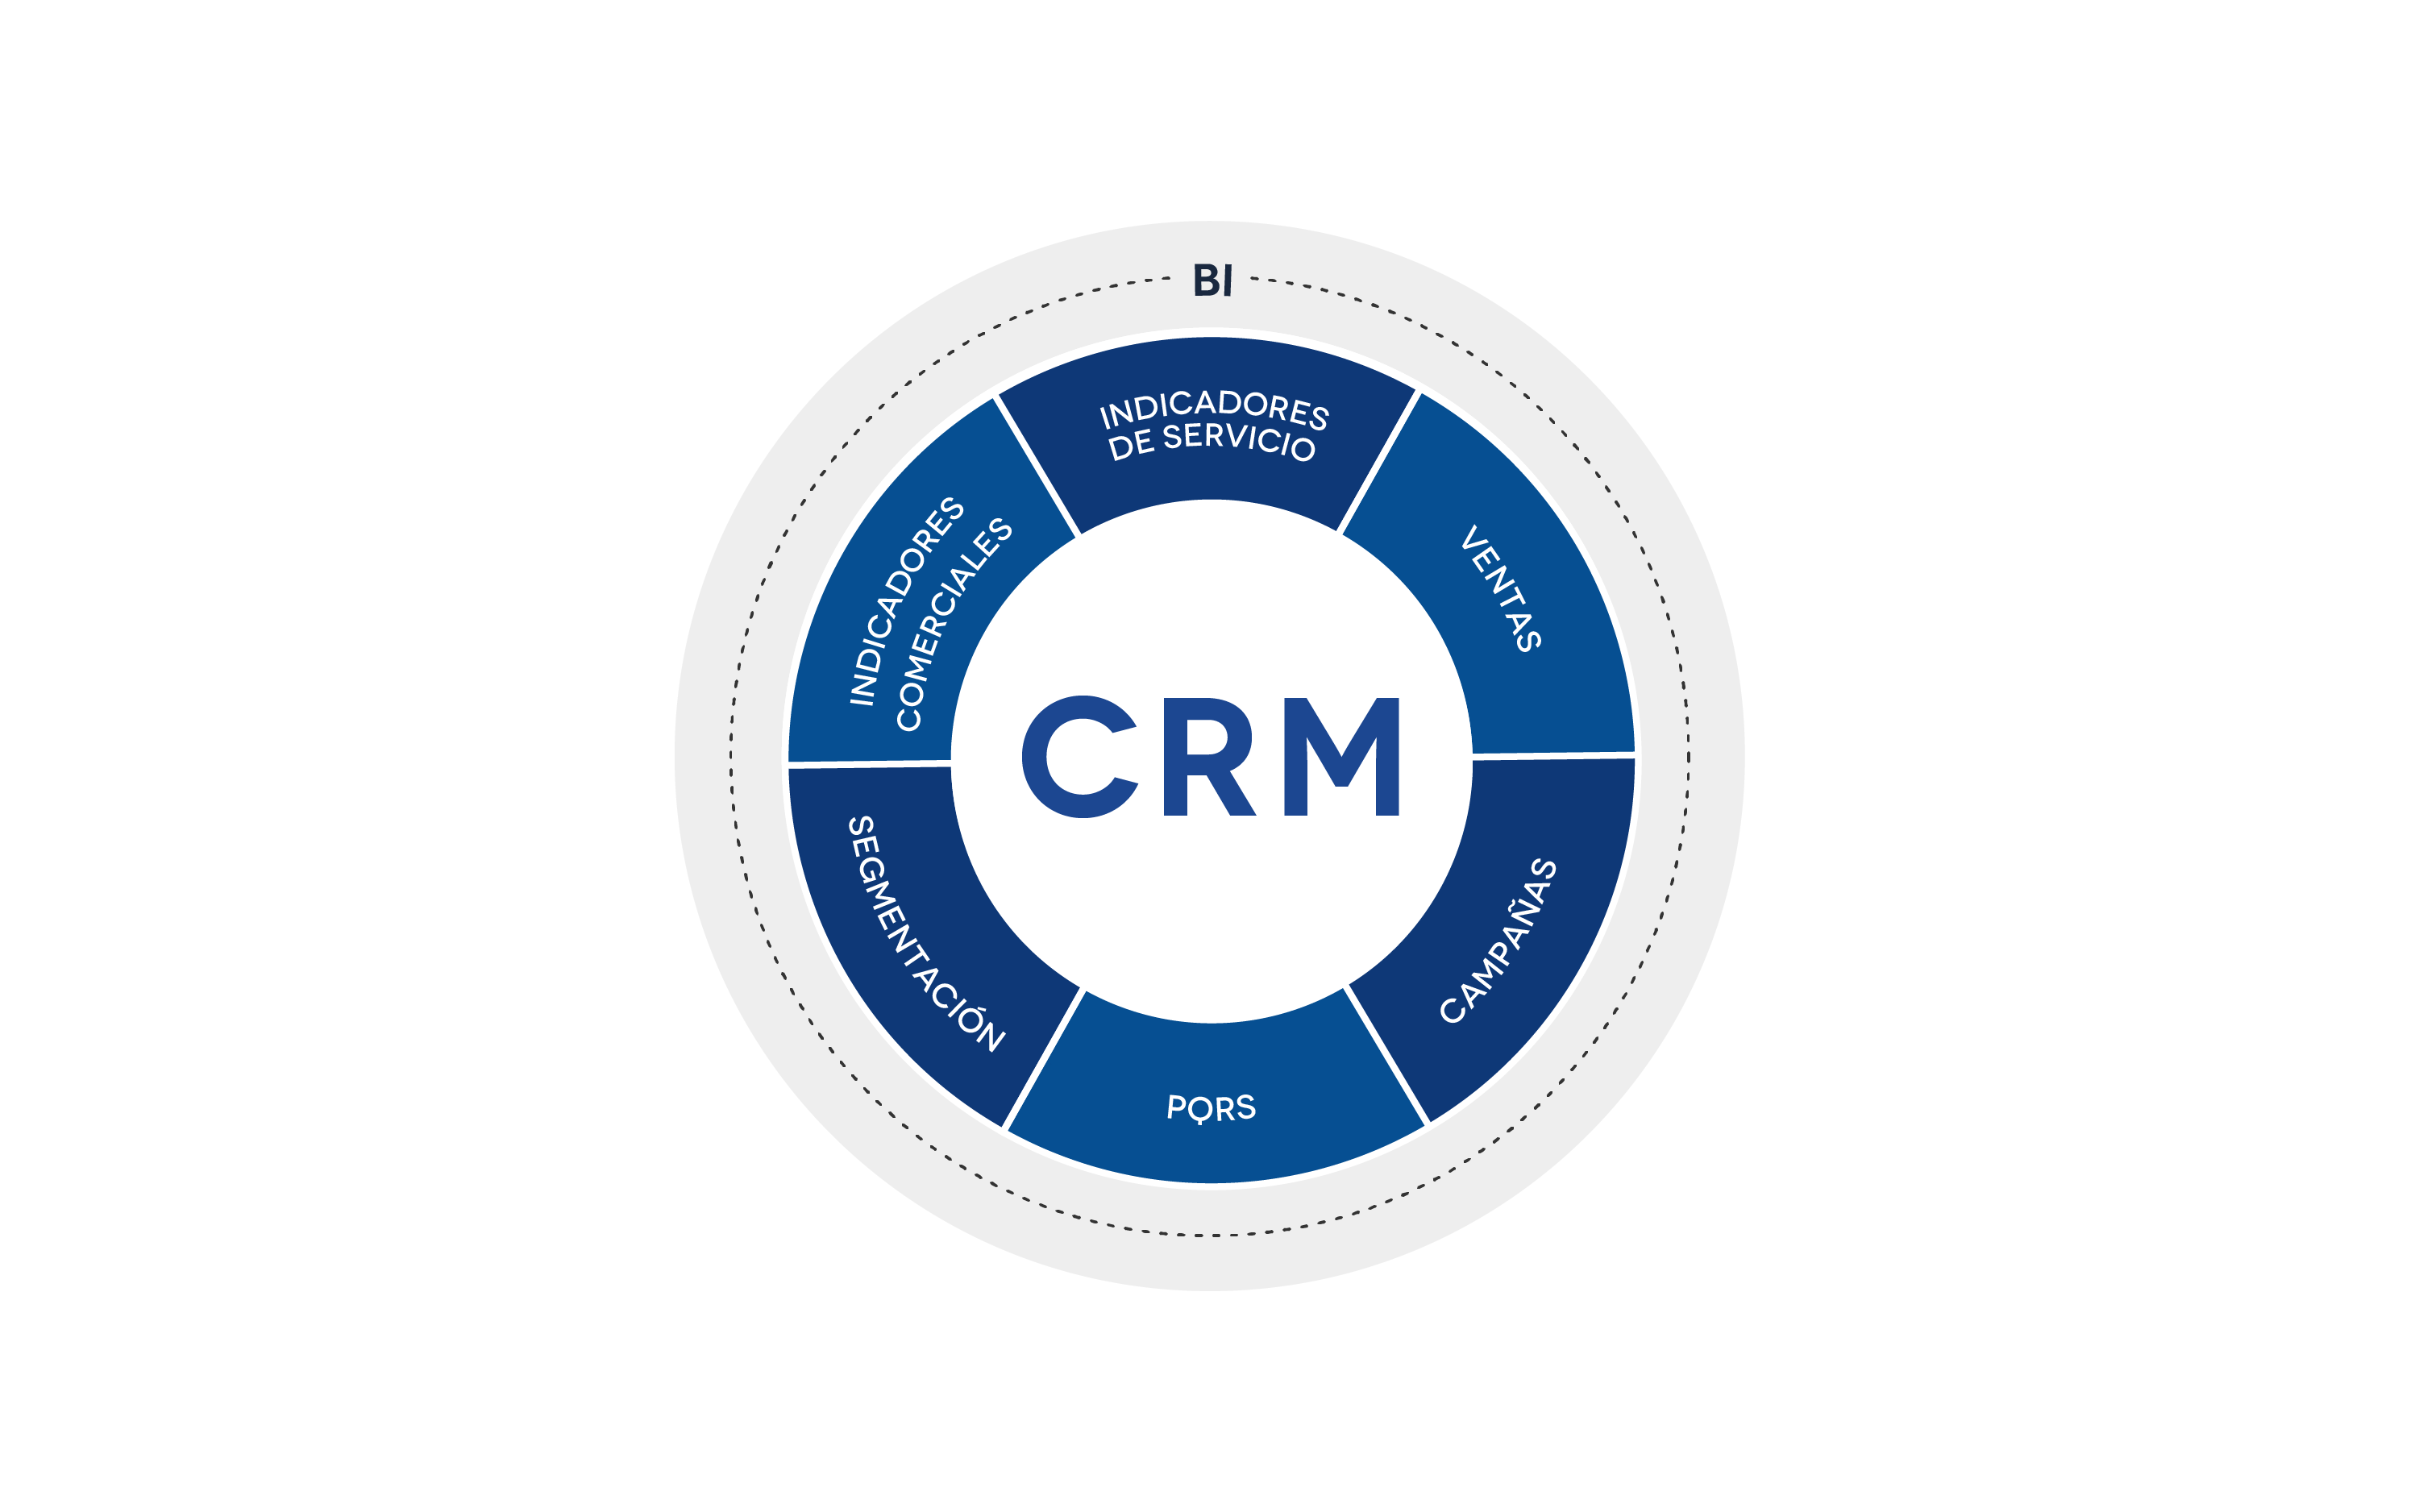 BI
INDICADORES
DE SERVICIO
VENTAS
CAMPAÑAS
PQRS
SEGMENTACIÓN
INDICADORES
COMERCIALES
CRM